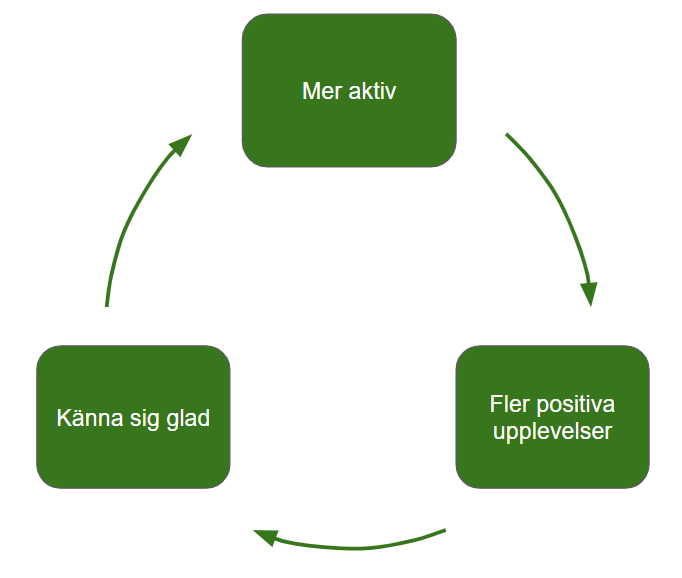 Mer aktiv
Fler positiva
upplevelser
Känna sig glad